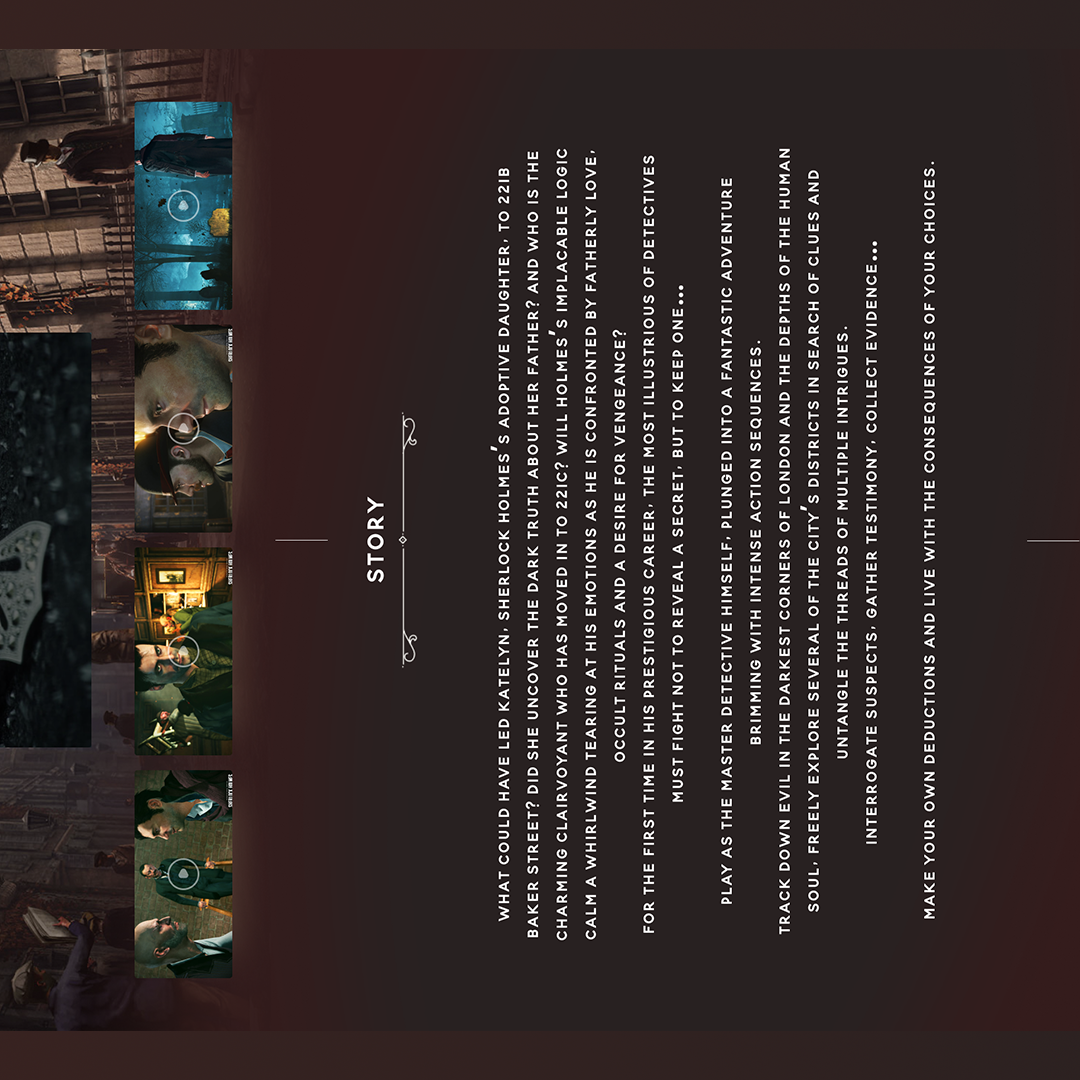 STORY
WHAT COULD HAVE LED KATELYN, SHERLOCK HOLMES'S ADOPTIVE DAUGHTER, TO 221B
BAKER STREET? DID SHE UNCOVER THE DARK TRUTH ABOUT HER FATHER? AND WHO IS THE
CHARMING CLAIRVOYANT WHO HAS MOVED IN TO 221C? WILL HOLMES'S IMPLACABLE LOGIC
CALM A WHIRLWIND TEARING AT HIS EMOTIONS AS HE IS CONFRONTED BY FATHERLY LOVE,
OCCULT RITUALS AND A DESIRE FOR VENGEANCE?
FOR THE FIRST TIME IN HIS PRESTIGIOUS CAREER, THE MOST ILLUSTRIOUS OF DETECTIVES
MUST FIGHT NOT TO REVEAL A SECRET, BUT TO KEEP ONE...
PLAY AS THE MASTER DETECTIVE HIMSELF, PLUNGED INTO A FANTASTIC ADVENTURE
BRIMMING WITH INTENSE ACTION SEQUENCES.
TRACK DOWN EVIL IN THE DARKEST CORNERS OF LONDON AND THE DEPTHS OF THE HUMAN
SOUL, FREELY EXPLORE SEVERAL OF THE CITY'S DISTRICTS IN SEARCH OF CLUES AND
UNTANGLE THE THREADS OF MULTIPLE INTRIGUES.
INTERROGATE SUSPECTS, GATHER TESTIMONY, COLLECT EVIDENCE...
MAKE YOUR OWN DEDUCTIONS AND LIVE WITH THE CONSEQUENCES OF YOUR CHOICES.